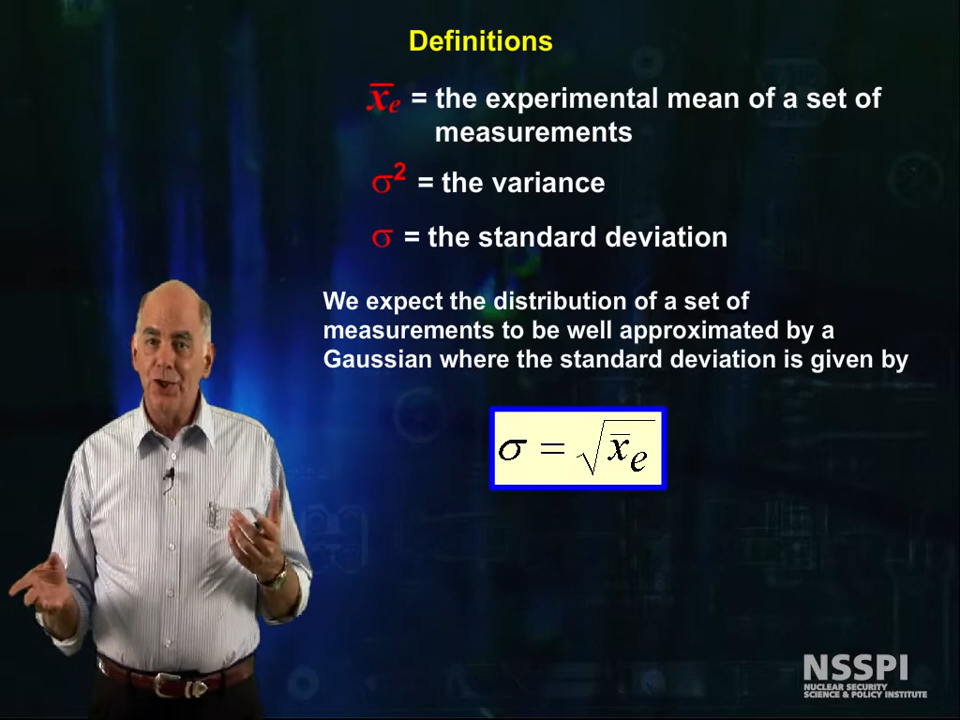 Definitions
x̄ₑ = the experimental mean of a set of
measurements
σ² = the variance
σ = the standard deviation
We expect the distribution of a set of
measurements to be well approximated by a
Gaussian where the standard deviation is given by
σ = √x̄ₑ
NSSPI
NUCLEAR SECURITY
SCIENCE & POLICY INSTITUTE